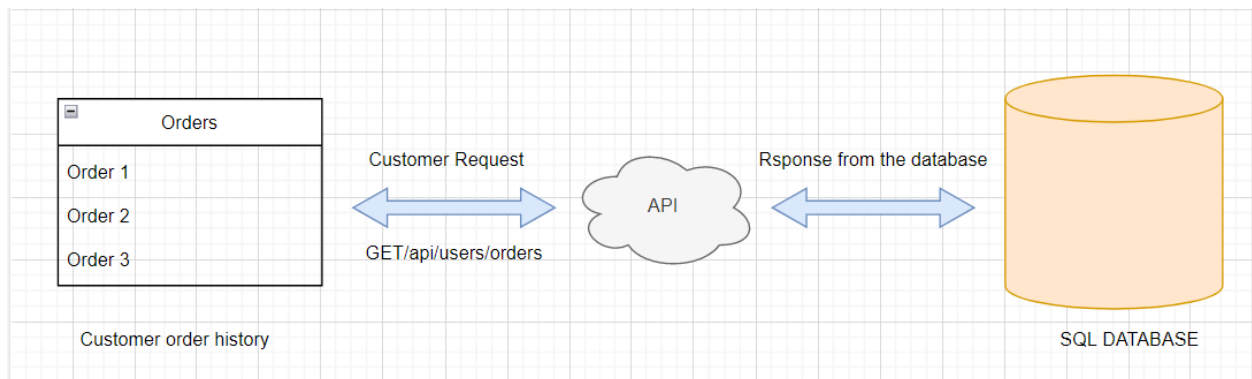 Orders
Order 1
Order 2
Order 3
Customer order history
Customer Request
GET/api/users/orders
API
Rsponse from the database
SQL DATABASE